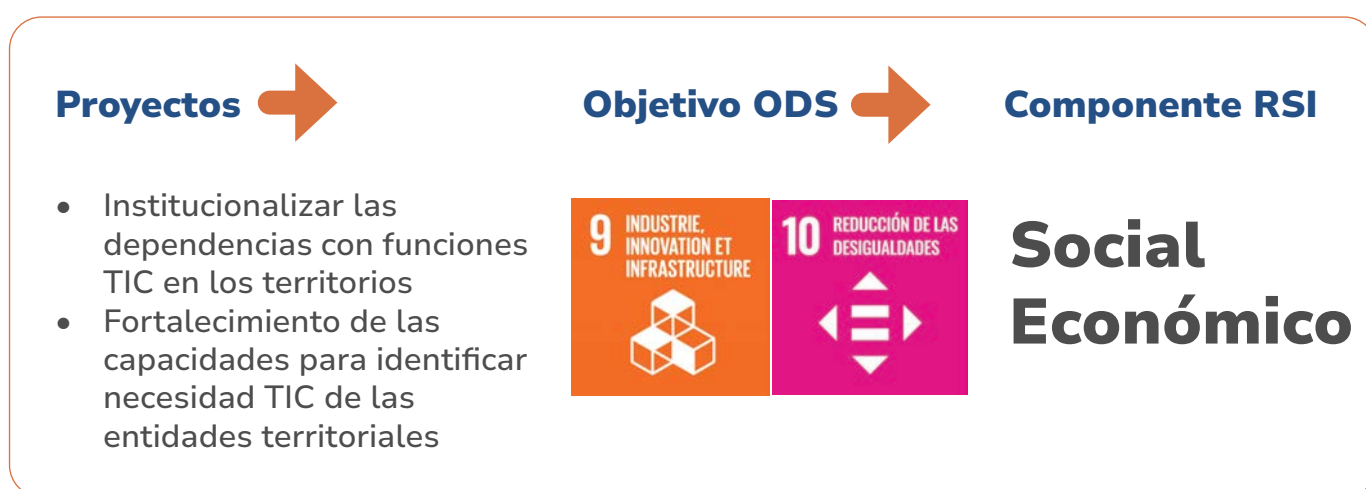 Proyectos
Objetivo ODS
Componente RSI
• Institucionalizar las
dependencias con funciones
TIC en los territorios
• Fortalecimiento de las
capacidades para identificar
necesidad TIC de las
entidades territoriales
9 INDUSTRIE,
INNOVATION ET
INFRASTRUCTURE
10 REDUCCIÓN DE LAS
DESIGUALDADES
Social
Económico